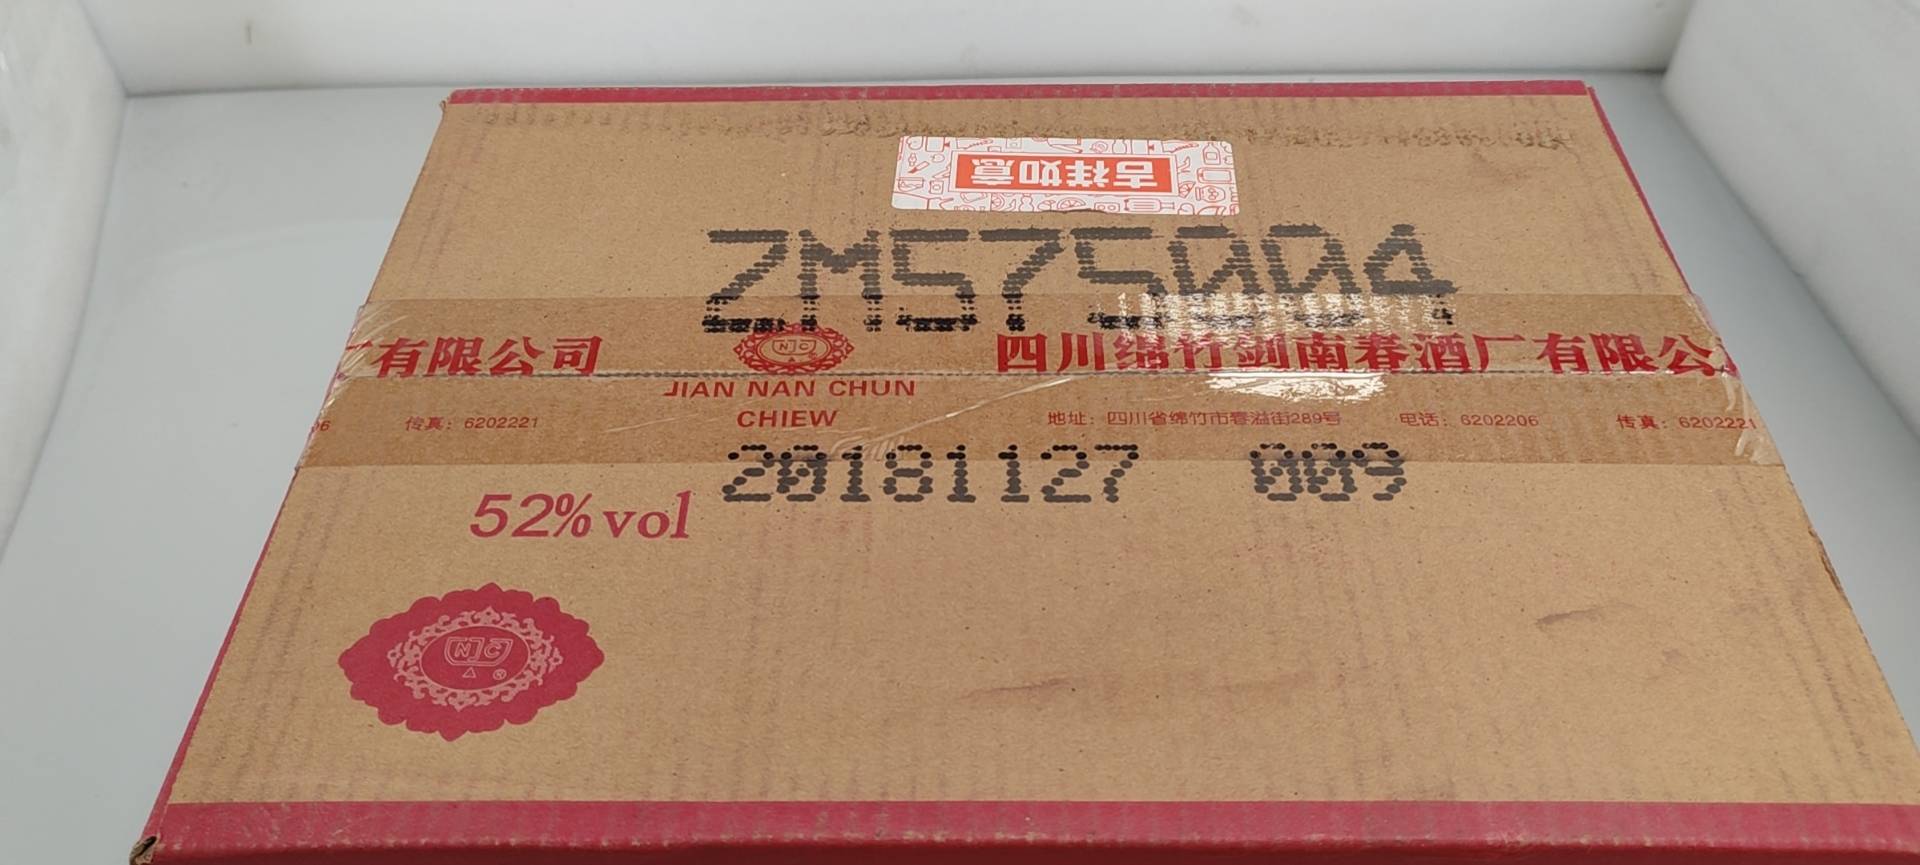 吉祥如意
ZM575004
厂有限公司
四川绵竹剑南春酒厂有限公
JIAN NAN CHUN
CHIEW
06
传真：6202221
地址：四川省绵竹市春溢街289号
电话：6202206
传真：6202221
20181127 009
52%vol
NJC